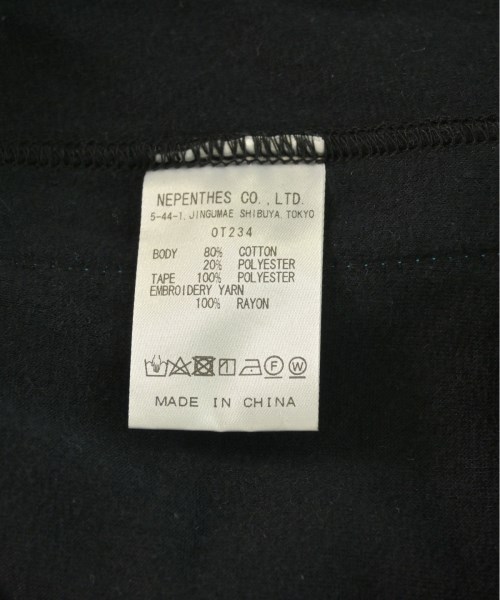 NEPENTHES CO.,LTD.
5-44-1, JINGUMAE SHIBUYA, TOKYO
OT234
BODY 80% COTTON
20% POLYESTER
TAPE 100% POLYESTER
EMBROIDERY YARN
100% RAYON
F W
MADE IN CHINA